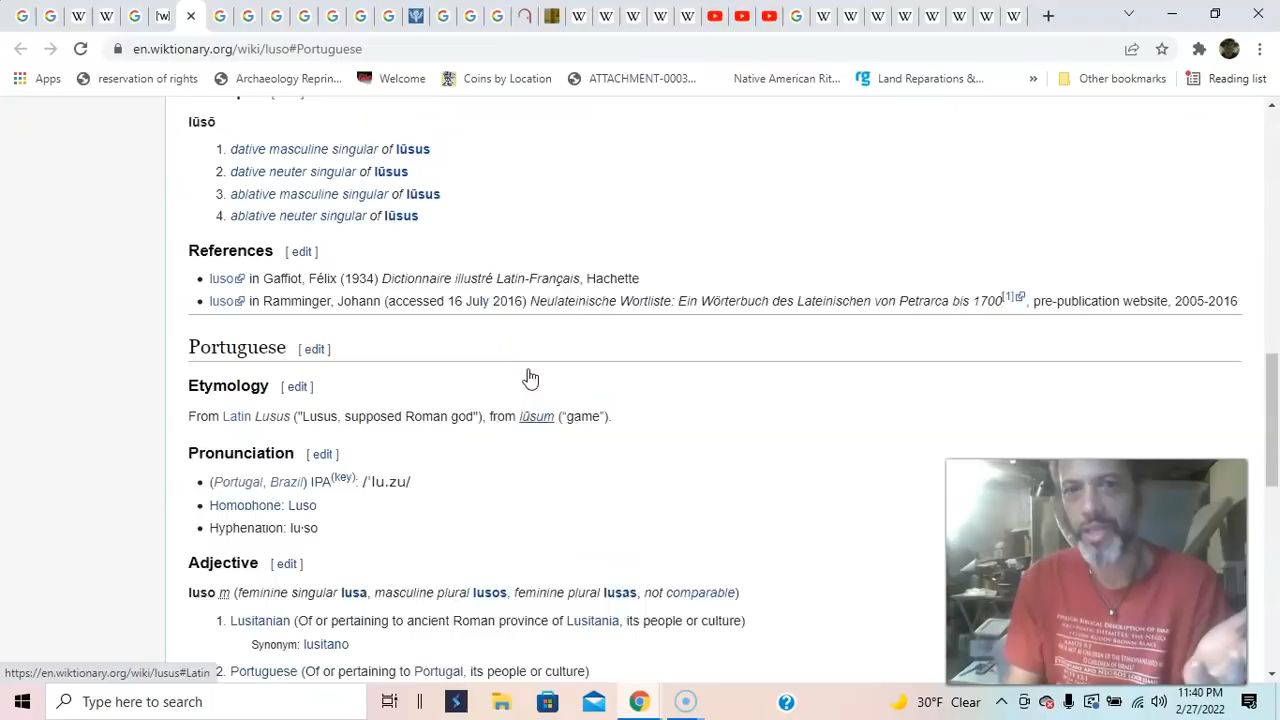 en.wiktionary.org/wiki/luso#Portuguese
Apps reservation of rights Archaeology Reprin... Welcome Coins by Location ATTACHMENT-0003... Native American Rit... Land Reparations &... » Other bookmarks Reading list
lūsō
1. dative masculine singular of lūsus
2. dative neuter singular of lūsus
3. ablative masculine singular of lūsus
4. ablative neuter singular of lūsus
References [ edit ]
• luso in Gaffiot, Félix (1934) Dictionnaire illustré Latin-Français, Hachette
• luso in Ramminger, Johann (accessed 16 July 2016) Neulateinische Wortliste: Ein Wörterbuch des Lateinischen von Petrarca bis 1700[1], pre-publication website, 2005-2016
Portuguese [ edit ]
Etymology [ edit ]
From Latin Lusus ("Lusus, supposed Roman god"), from lūsum (“game”).
Pronunciation [ edit ]
• (Portugal, Brazil) IPA(key): /ˈlu.zu/
• Homophone: Luso
• Hyphenation: lu·so
Adjective [ edit ]
luso m (feminine singular lusa, masculine plural lusos, feminine plural lusas, not comparable)
1. Lusitanian (Of or pertaining to ancient Roman province of Lusitania, its people or culture)
Synonym: lusitano
2. Portuguese (Of or pertaining to Portugal, its people or culture)
https://en.wiktionary.org/wiki/lusus#Latin
Type here to search
30°F Clear
11:40 PM
2/27/2022